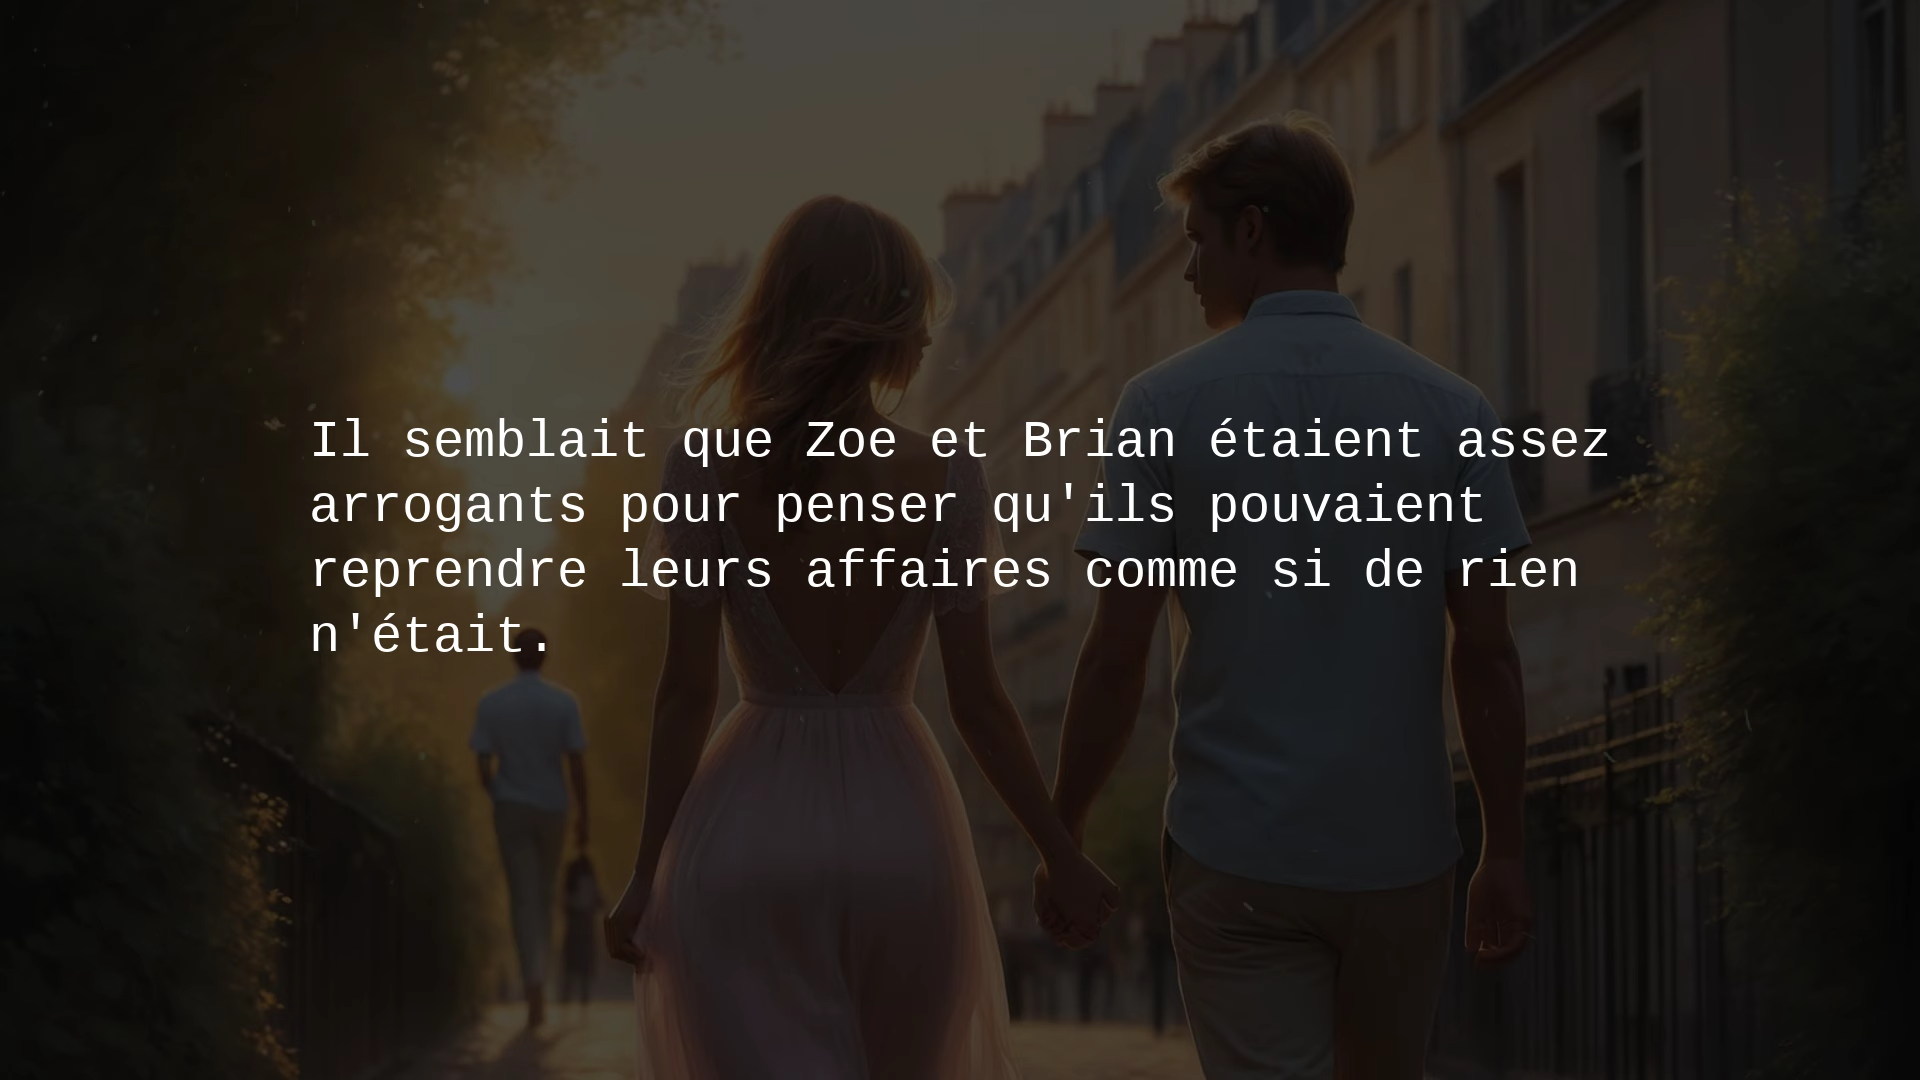 Il semblait que Zoe et Brian étaient assez
arrogants pour penser qu'ils pouvaient
reprendre leurs affaires comme si de rien
n'était.